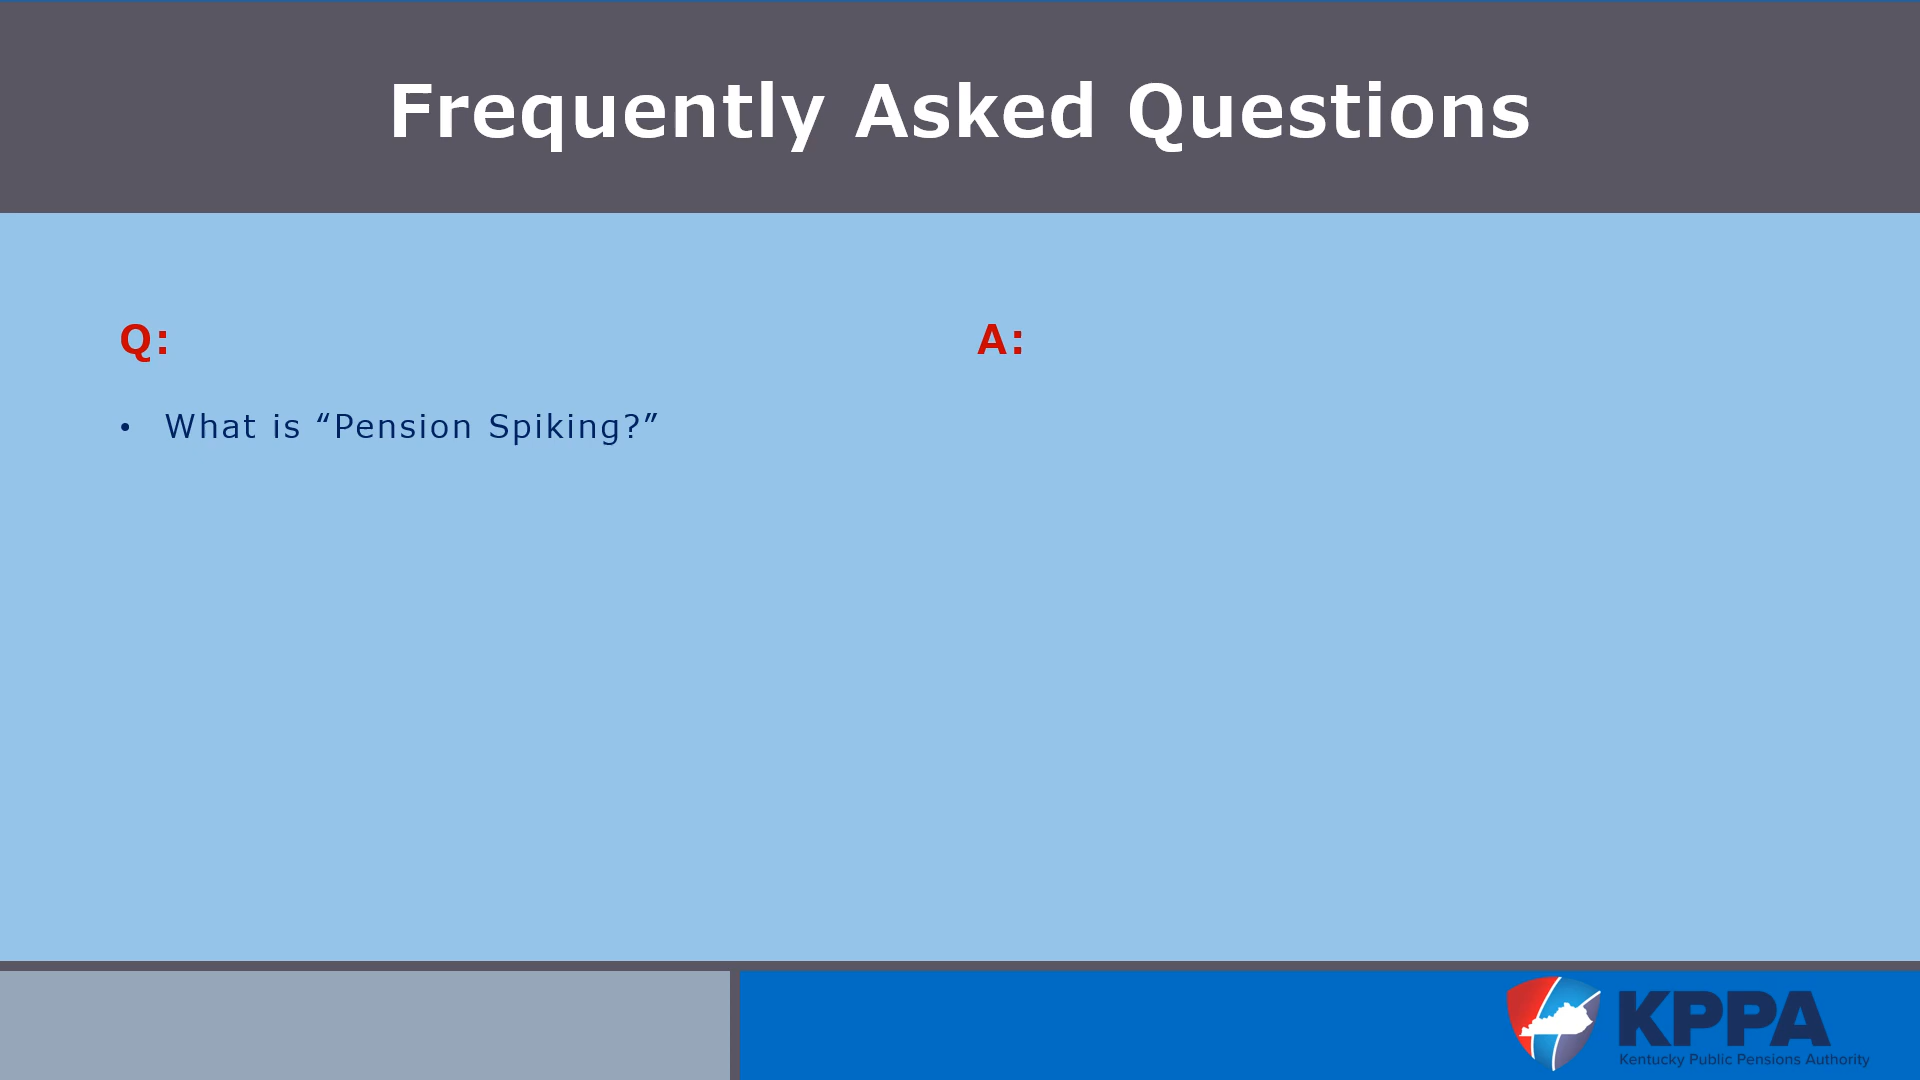 Frequently Asked Questions
Q:
• What is “Pension Spiking?”
A:
KPPA
Kentucky Public Pensions Authority